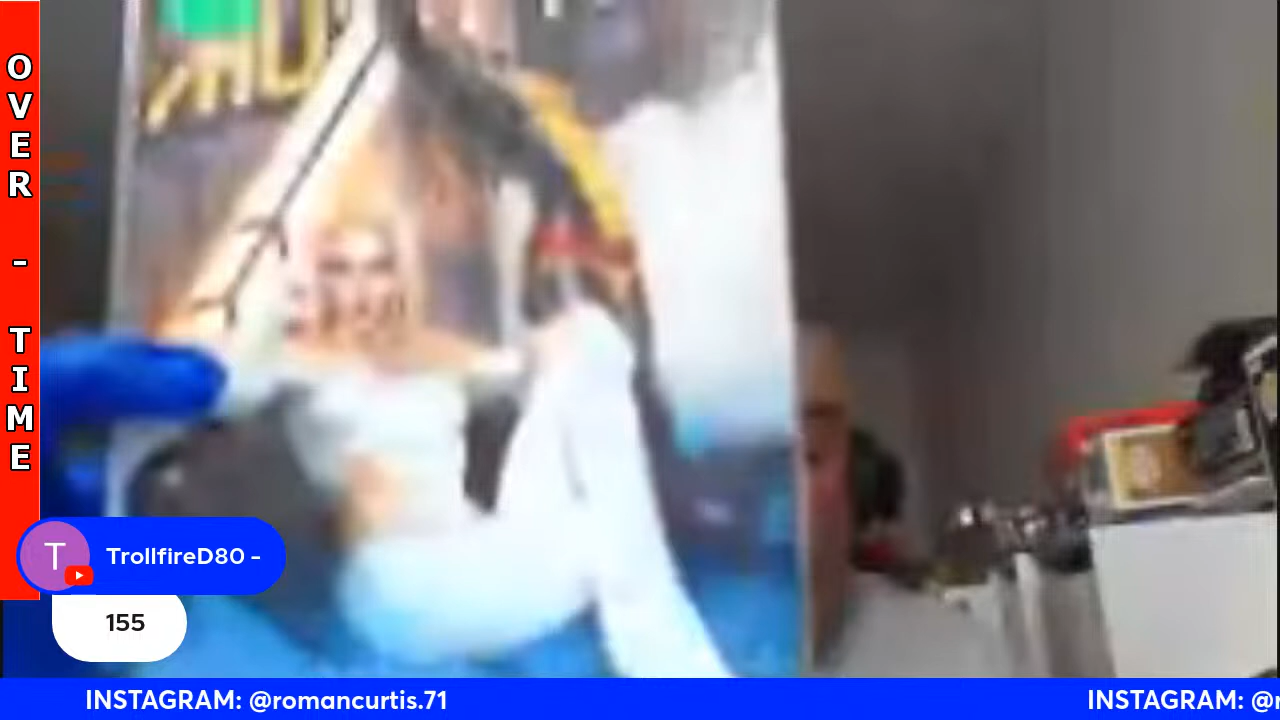 OVER - TIME
TrollfireD80 -
155
INSTAGRAM: @romancurtis.71
INSTAGRAM: @r